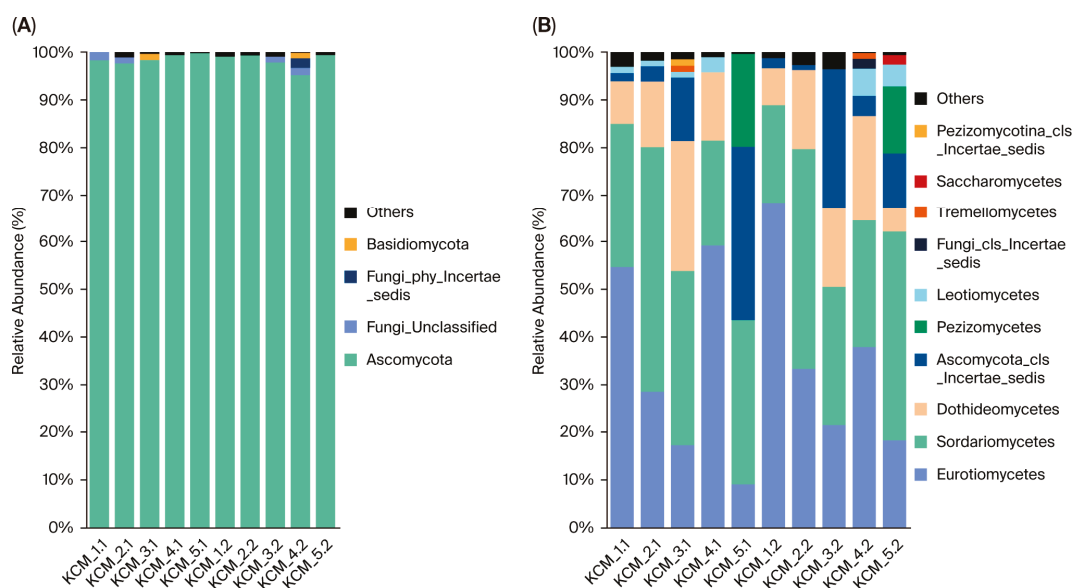 (A)
100%
90%
80%
70%
60%
50%
40%
30%
20%
10%
0%
Relative Abundance (%)
KCM_1.1
KCM_2.1
KCM_3.1
KCM_4.1
KCM_5.1
KCM_1.2
KCM_2.2
KCM_3.2
KCM_4.2
KCM_5.2
Others
Basidiomycota
Fungi_phy_Incertae
_sedis
Fungi_Unclassified
Ascomycota
(B)
100%
90%
80%
70%
60%
50%
40%
30%
20%
10%
0%
Relative Abundance (%)
KCM_1.1
KCM_2.1
KCM_3.1
KCM_4.1
KCM_5.1
KCM_1.2
KCM_2.2
KCM_3.2
KCM_4.2
KCM_5.2
Others
Pezizomycotina_cls
_Incertae_sedis
Saccharomycetes
Tremellomycetes
Fungi_cls_Incertae
_sedis
Leotiomycetes
Pezizomycetes
Ascomycota_cls
_Incertae_sedis
Dothideomycetes
Sordariomycetes
Eurotiomycetes